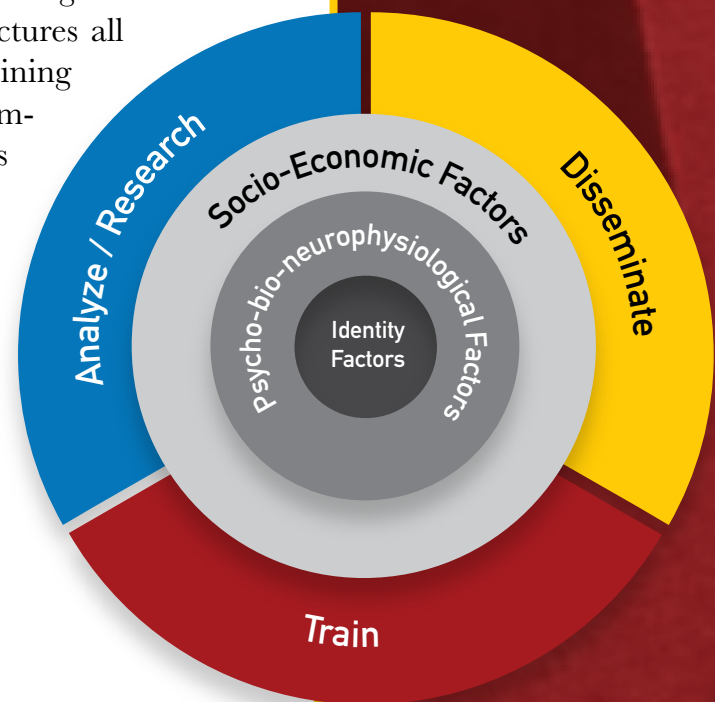 ctures all
ining
Analyze / Research
Disseminate
Socio-Economic Factors
Psycho-bio-neurophysiological Factors
Identity
Factors
Train